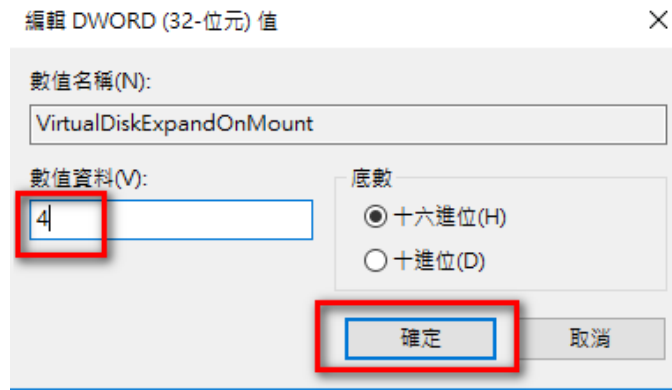 編輯 DWORD (32-位元) 值
數值名稱(N):
VirtualDiskExpandOnMount
數值資料(V):
4
底數
十六進位(H)
十進位(D)
確定
取消